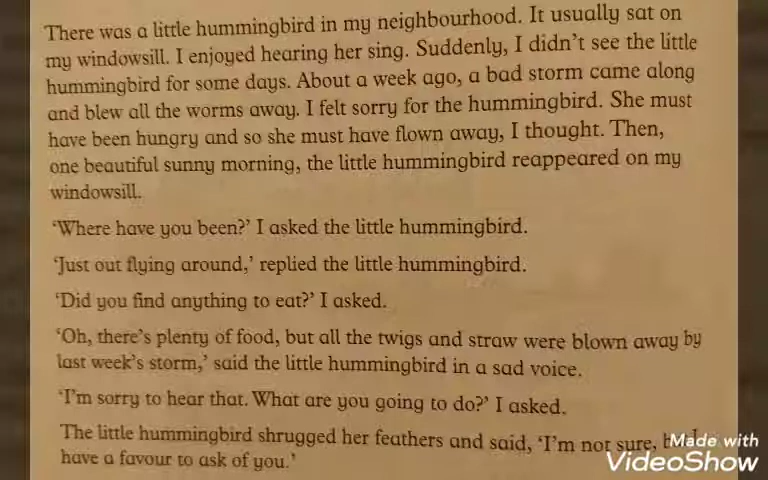 There was a little hummingbird in my neighbourhood. It usually sat on
my windowsill. I enjoyed hearing her sing. Suddenly, I didn't see the little
hummingbird for some days. About a week ago, a bad storm came along
and blew all the worms away. I felt sorry for the hummingbird. She must
have been hungry and so she must have flown away, I thought. Then,
one beautiful sunny morning, the little hummingbird reappeared on my
windowsill.
'Where have you been?' I asked the little hummingbird.
'Just out flying around,' replied the little hummingbird.
'Did you find anything to eat?' I asked.
'Oh, there's plenty of food, but all the twigs and straw were blown away by
last week's storm,' said the little hummingbird in a sad voice.
'I'm sorry to hear that. What are you going to do?' I asked.
The little hummingbird shrugged her feathers and said, 'I'm not sure,
have a favour to ask of you.'
Made with
VideoShow